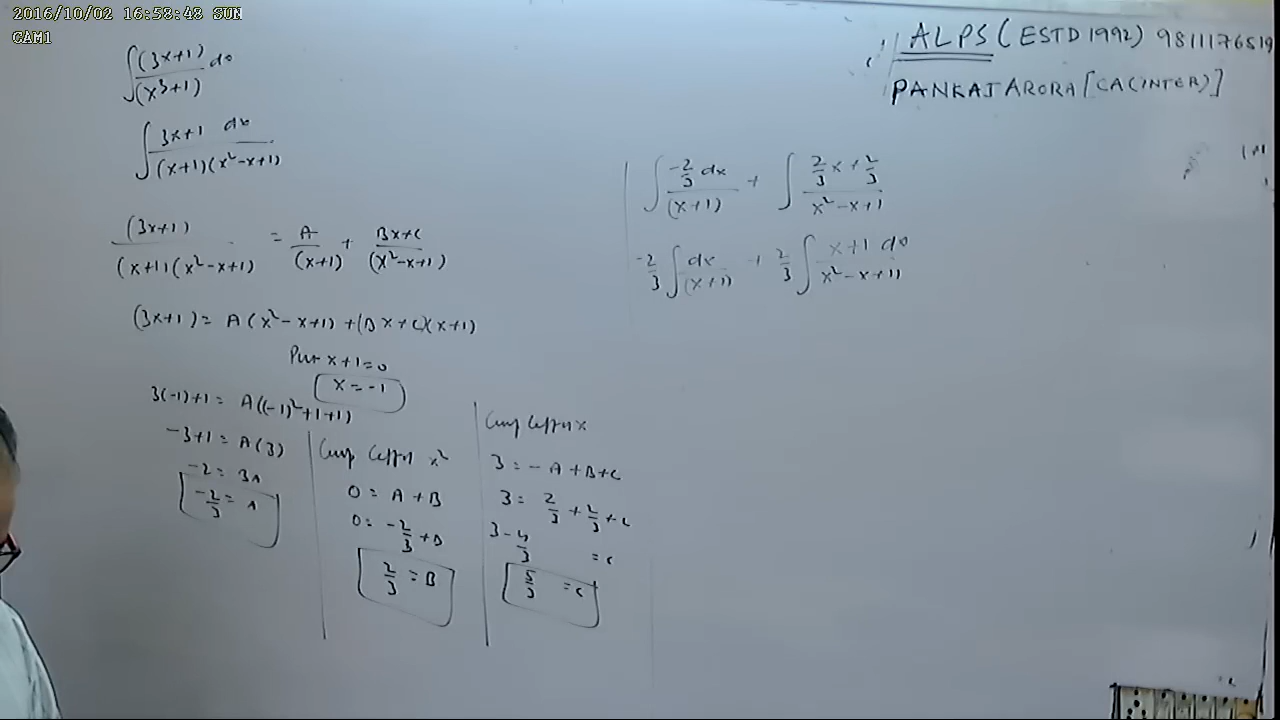 2016/10/02 16:58:48 SUN
CAM1
ALPS (ESTD 1992) 9811176519
PANKAJ ARORA [CA(INTER)]
∫ (3x+1)/(x³+1) dx
∫ 3x+1 dx/(x+1)(x²-x+1)
(3x+1)/(x+1)(x²-x+1) = A/(x+1) + Bx+C/(x²-x+1)
(3x+1) = A(x²-x+1)+(Bx+C)(x+1)
Put x+1=0
x=-1
3(-1)+1 = A((-1)²+1+1)
-3+1 = A(3)
-2 = 3A
-2/3 = A
Comp Coff of x²
0 = A+B
0 = -2/3+B
2/3 = B
Comp Coff of x
3 = -A+B+C
3 = 2/3+2/3+C
3-4/3 = C
5/3 = C
∫ -2/3 dx/(x+1) + ∫ 2/3x+2/3/x²-x+1
-2/3 ∫ dx/(x+1) + 2/3 ∫ x+1 dx/x²-x+1